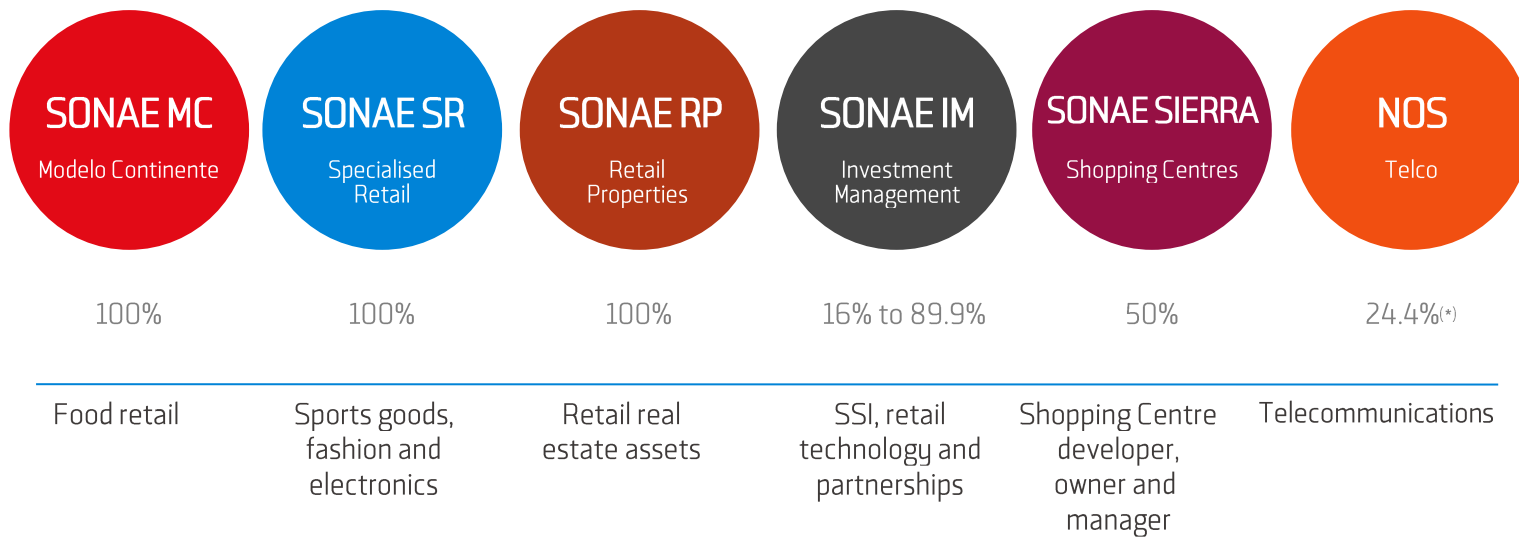 SONAE MC
Modelo Continente
SONAE SR
Specialised
Retail
SONAE RP
Retail
Properties
SONAE IM
Investment
Management
SONAE SIERRA
Shopping Centres
NOS
Telco
100%
100%
100%
16% to 89.9%
50%
24.4%(*)
Food retail
Sports goods,
fashion and
electronics
Retail real
estate assets
SSI, retail
technology and
partnerships
Shopping Centre
developer,
owner and
manager
Telecommunications